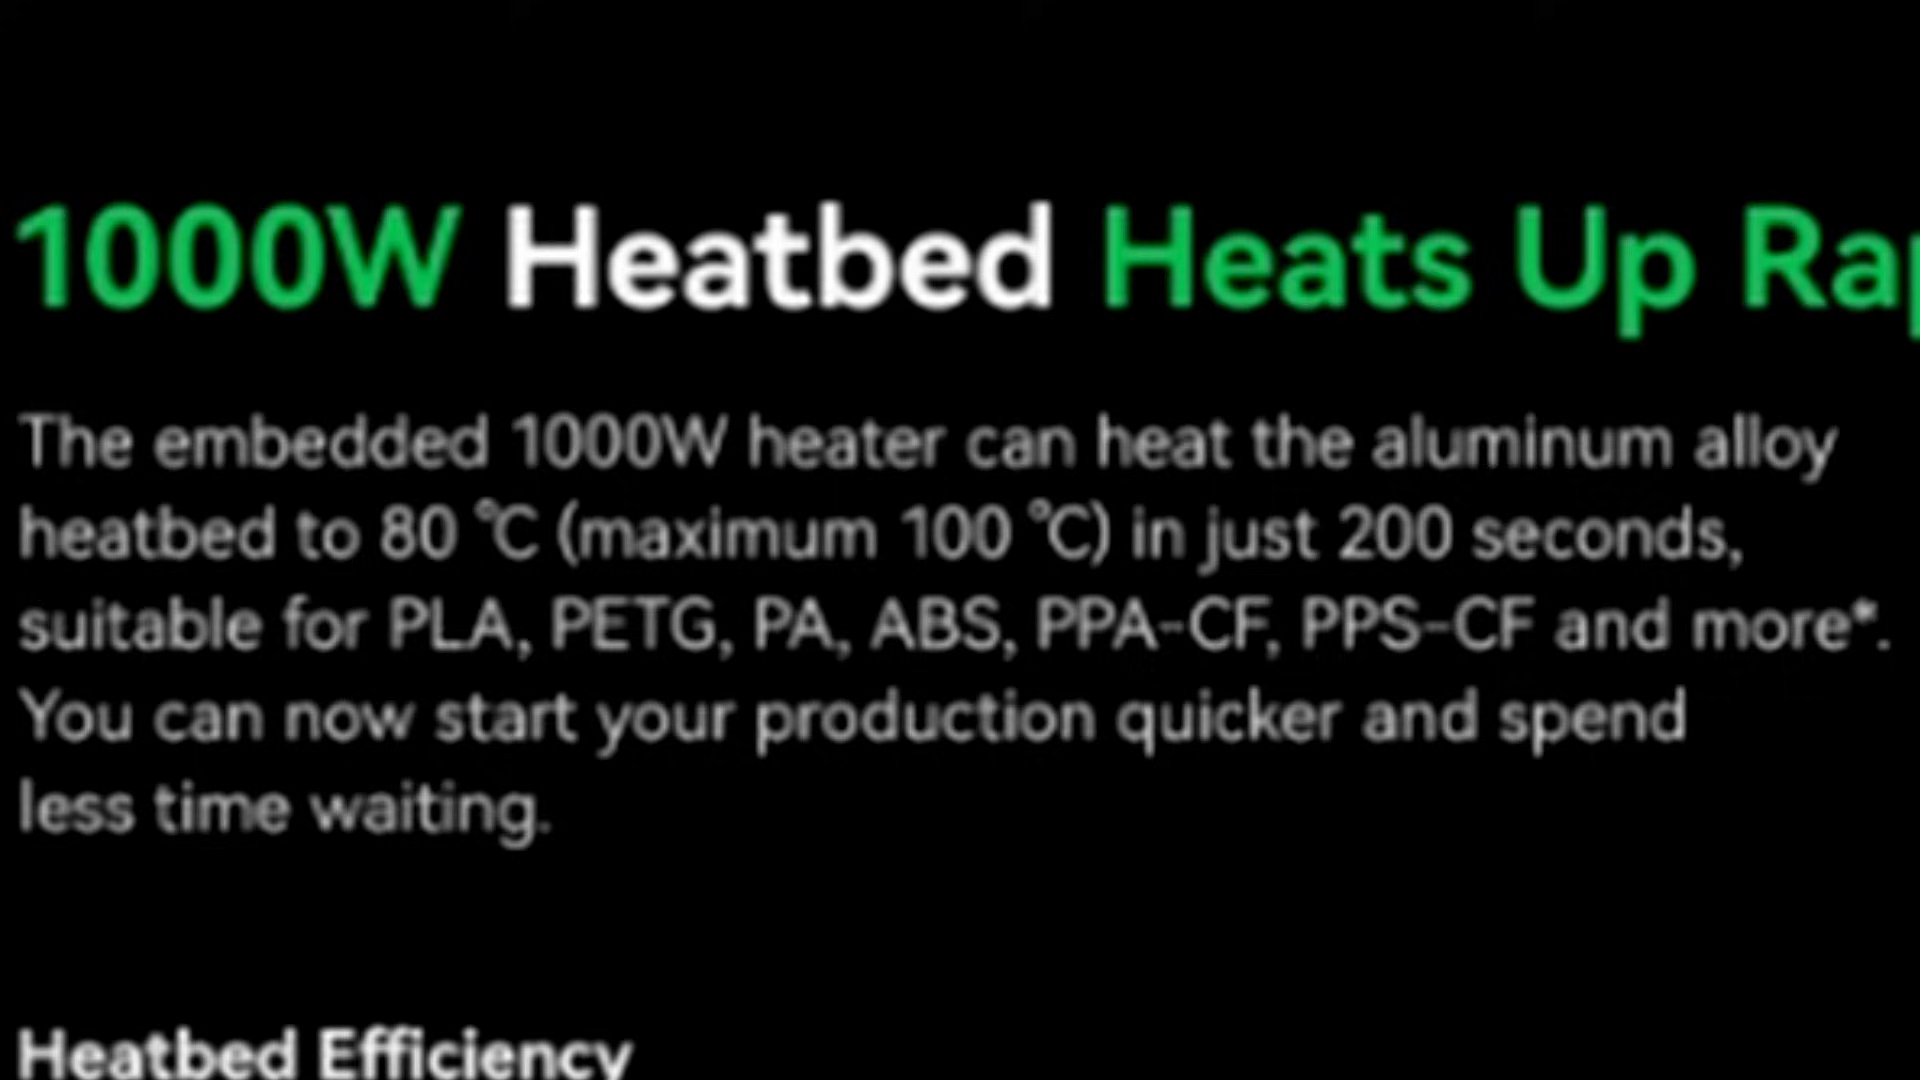 1000W Heatbed Heats Up Rap
The embedded 1000W heater can heat the aluminum alloy
heatbed to 80 ℃ (maximum 100 ℃) in just 200 seconds,
suitable for PLA, PETG, PA, ABS, PPA-CF, PPS-CF and more*.
You can now start your production quicker and spend
less time waiting.
Heatbed Efficiency